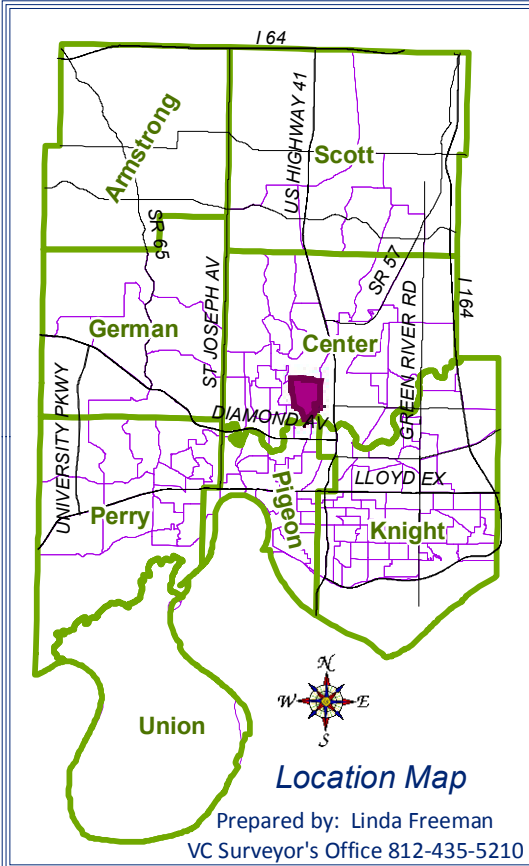 I 64
Armstrong
Scott
US HIGHWAY 41
SR 65
SR 57
ST JOSEPH AV
I 164
German
Center
GREEN RIVER RD
UNIVERSITY PKWY
DIAMOND AV
LLOYD EX
Pigeon
Perry
Knight
N
W
E
S
Union
Location Map
Prepared by: Linda Freeman
VC Surveyor's Office 812-435-5210